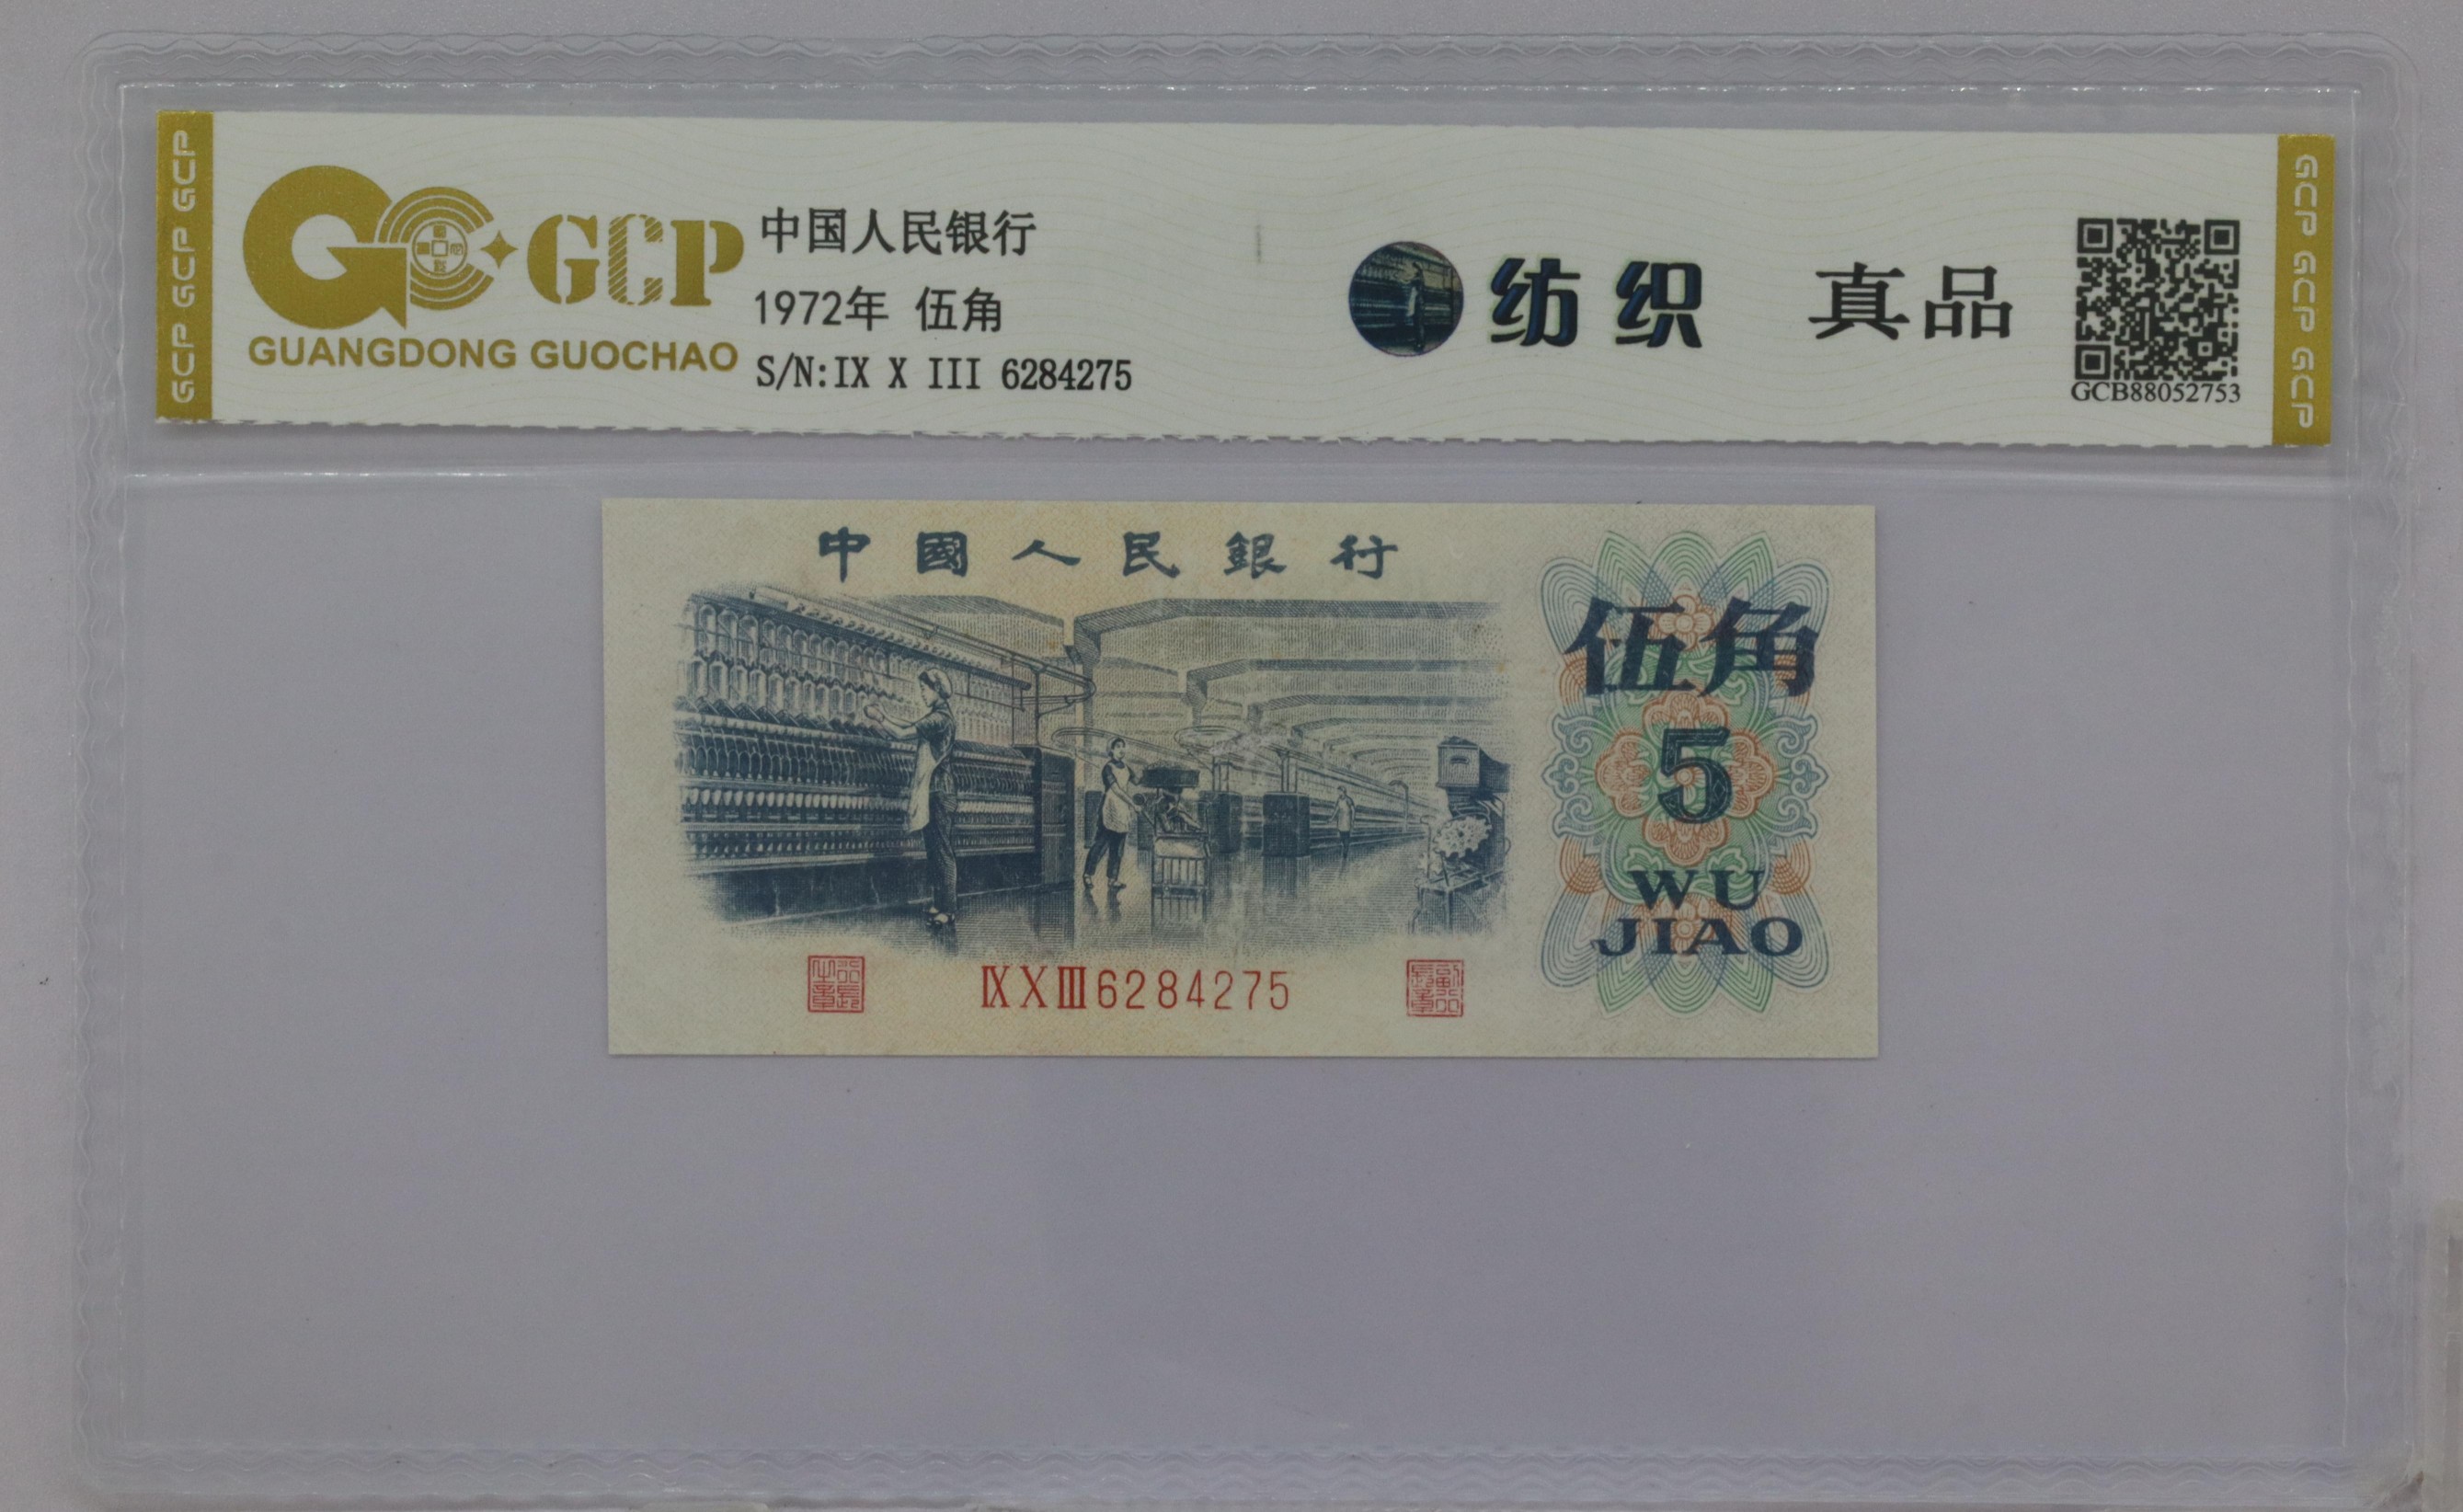 GCP GCP GCP
GCP
GUANGDONG GUOCHAO
中国人民银行
1972年 伍角
S/N:IX X III 6284275
纺织 真品
GCB88052753
GCP GCP GCP
中國人民銀行
伍角
5
WU
JIAO
ⅨⅩⅢ6284275